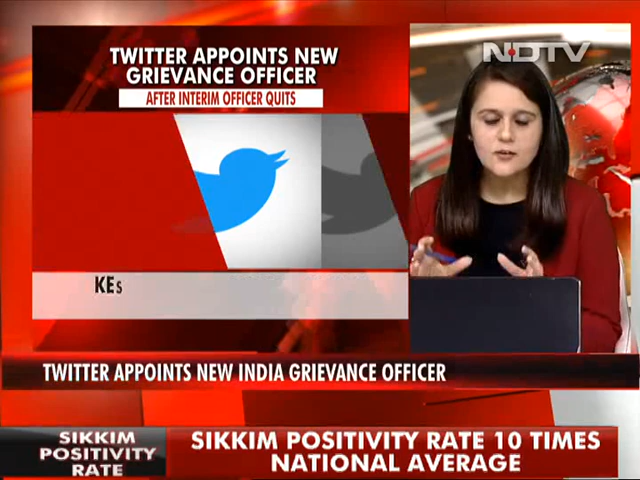 TWITTER APPOINTS NEW
GRIEVANCE OFFICER
AFTER INTERIM OFFICER QUITS
NDTV
KEs
TWITTER APPOINTS NEW INDIA GRIEVANCE OFFICER
SIKKIM
POSITIVITY
RATE
SIKKIM POSITIVITY RATE 10 TIMES
NATIONAL AVERAGE